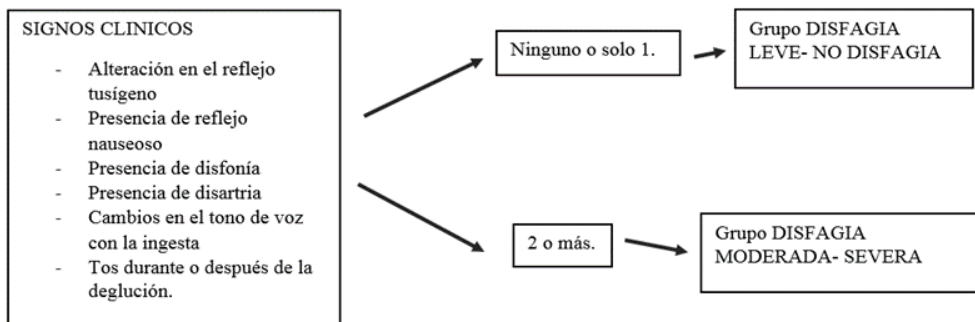 SIGNOS CLINICOS
- Alteración en el reflejo
tusígeno
- Presencia de reflejo
nauseoso
- Presencia de disfonía
- Presencia de disartria
- Cambios en el tono de voz
con la ingesta
- Tos durante o después de la
deglución.
Ninguno o solo 1.
Grupo DISFAGIA
LEVE- NO DISFAGIA
2 o más.
Grupo DISFAGIA
MODERADA- SEVERA